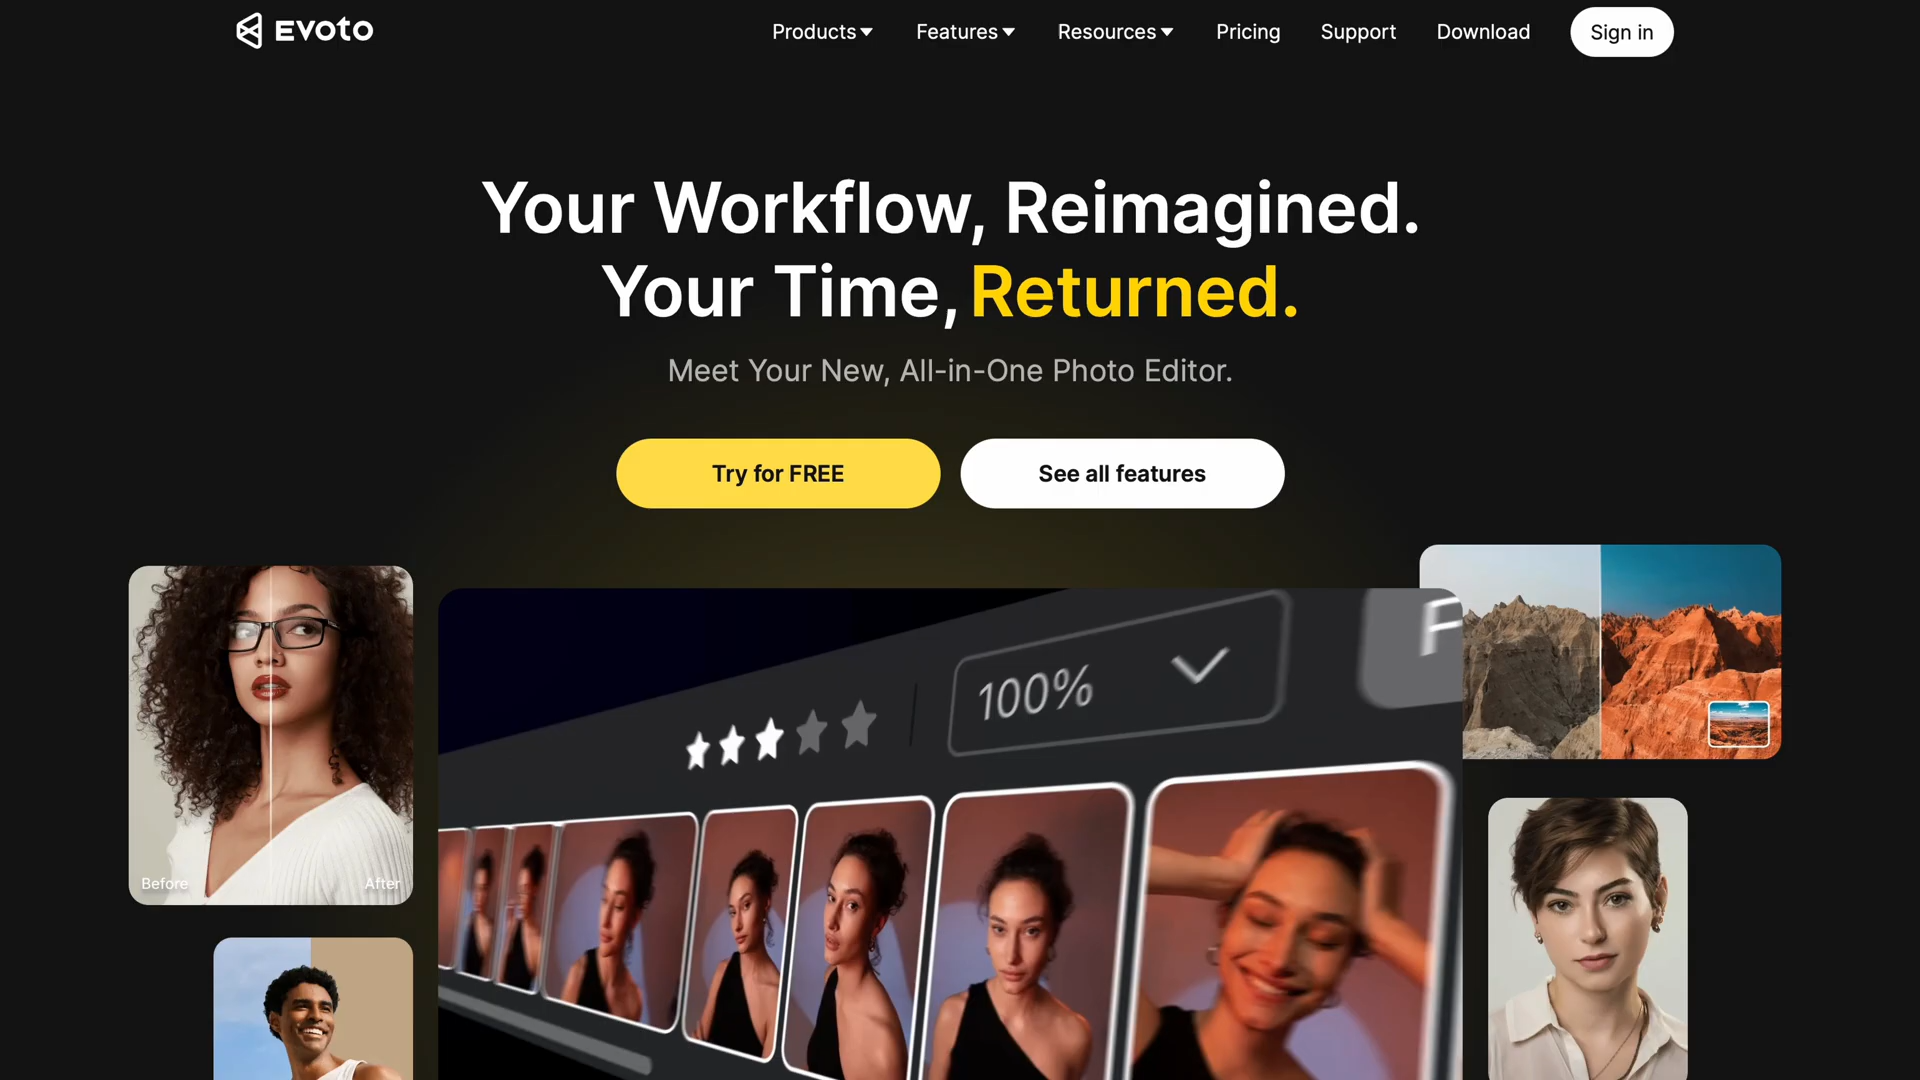 Evoto
Products
Features
Resources
Pricing
Support
Download
Sign in
Your Workflow, Reimagined.
Your Time, Returned.
Meet Your New, All-in-One Photo Editor.
Try for FREE
See all features
100%
F
Before
After